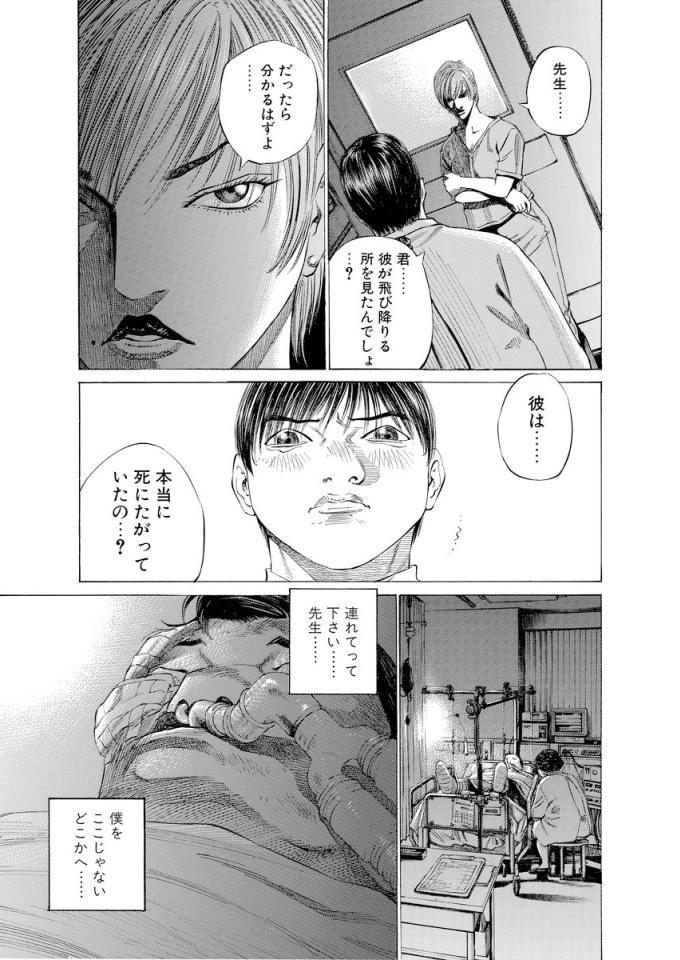 先生……
君……
彼が飛び降りる
所を見たんでしょ
…？
だったら
分かるはずよ
……
彼は……
本当に
死にたがって
いたの…？
連れてって
下さい……
先生……
僕を
ここじゃない
どこかへ……